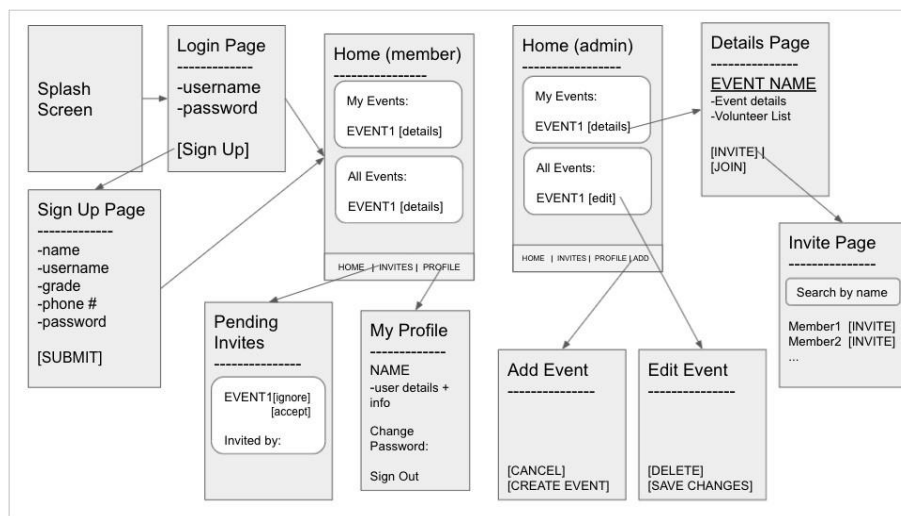 Splash
Screen
Login Page
-------------
-username
-password
[Sign Up]
Sign Up Page
-------------
-name
-username
-grade
-phone #
-password
[SUBMIT]
Home (member)
----------------
My Events:
EVENT1 [details]
All Events:
EVENT1 [details]
HOME | INVITES | PROFILE
Pending
Invites
---------------
EVENT1[ignore]
[accept]
Invited by:
My Profile
-------------
NAME
-user details +
info
Change
Password:
Sign Out
Home (admin)
-----------------
My Events:
EVENT1 [details]
All Events:
EVENT1 [edit]
HOME | INVITES | PROFILE |ADD
Add Event
---------------
[CANCEL]
[CREATE EVENT]
Edit Event
---------------
[DELETE]
[SAVE CHANGES]
Details Page
---------------
EVENT NAME
-Event details
-Volunteer List
[INVITE] |
[JOIN]
Invite Page
---------------
Search by name
Member1 [INVITE]
Member2 [INVITE]
...